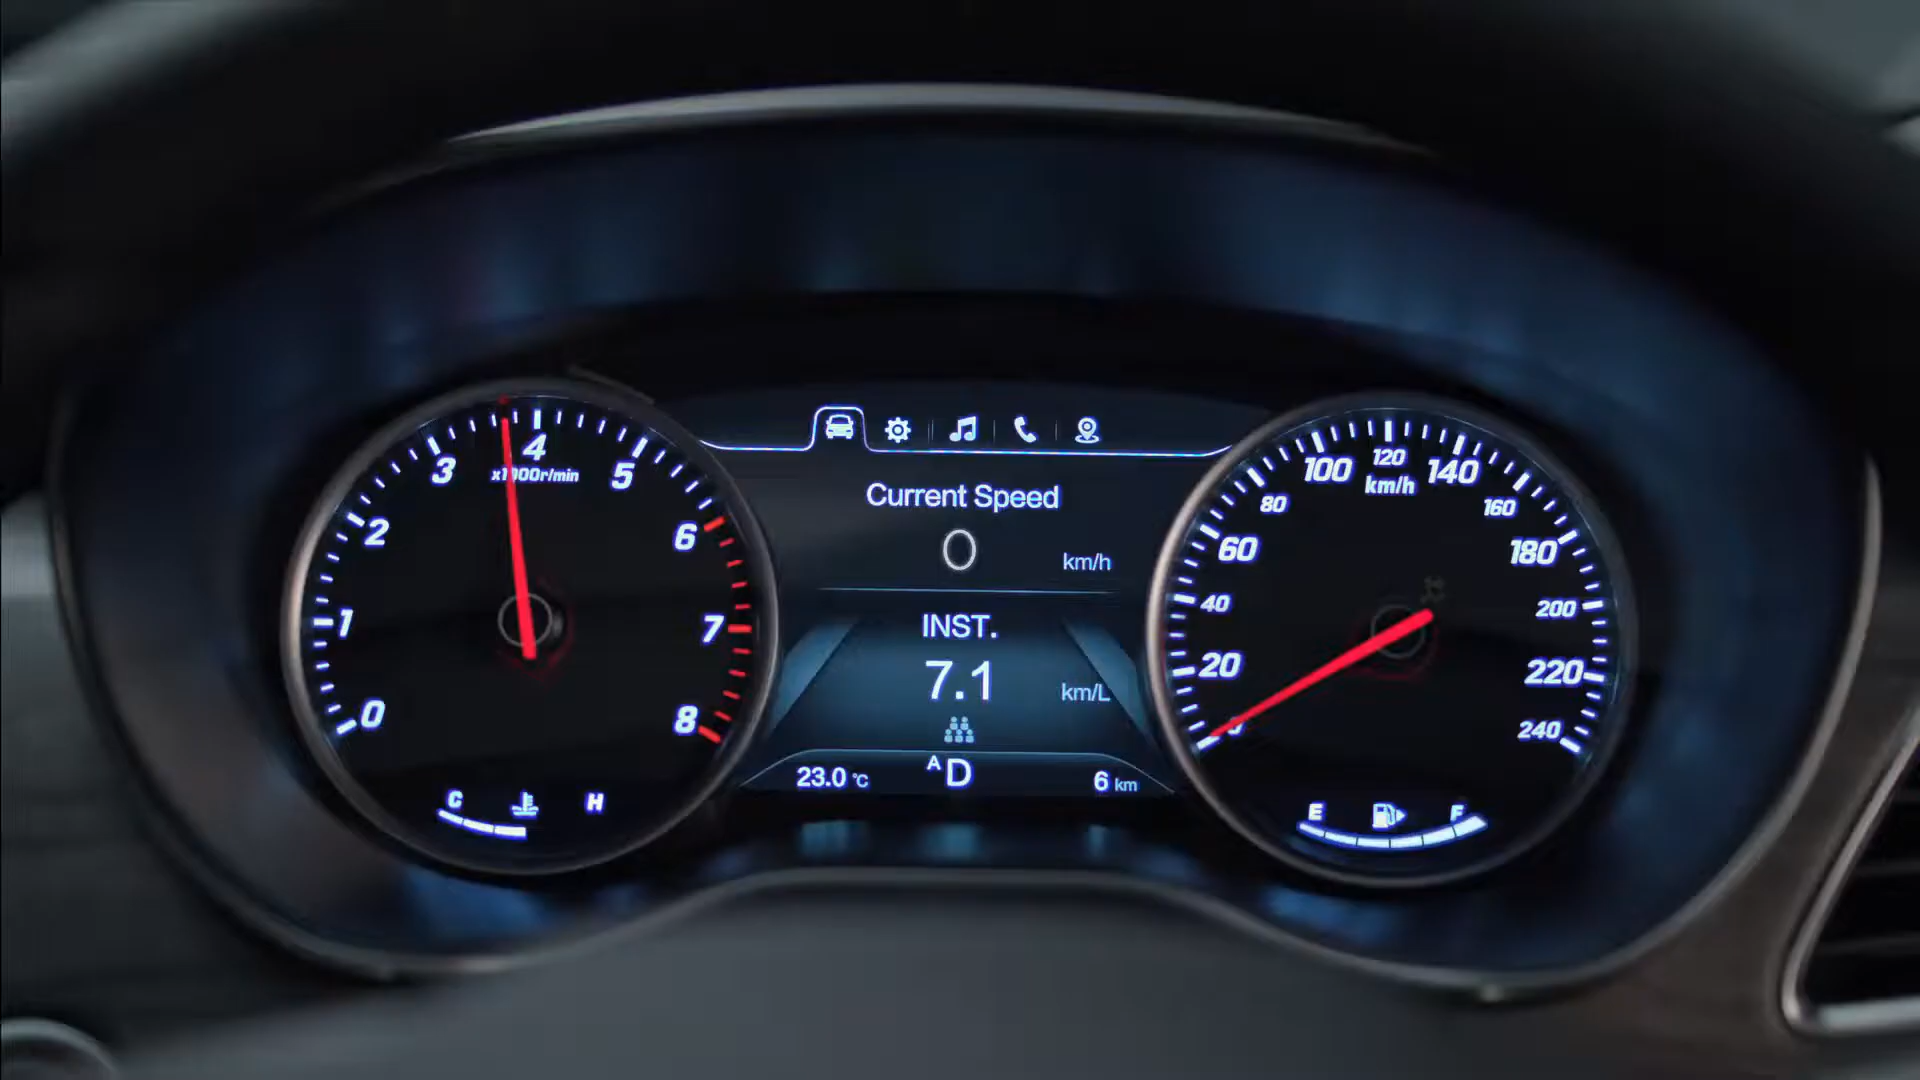 Current Speed
0 km/h
INST.
7.1 km/L
A D
23.0 °C
6 km
0
1
2
3
4
5
6
7
8
x1000r/min
C
H
20
40
60
80
100
120
140
160
180
200
220
240
km/h
E
F